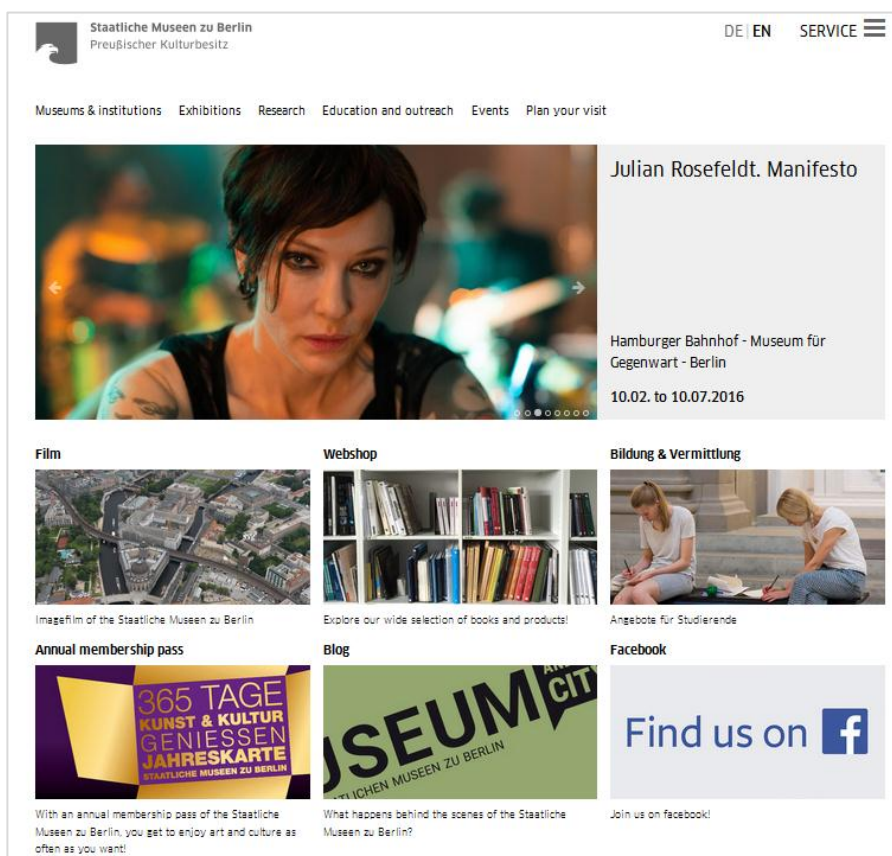 Staatliche Museen zu Berlin
Preußischer Kulturbesitz
DE|EN
SERVICE
Museums & institutions Exhibitions Research Education and outreach Events Plan your visit
Julian Rosefeldt. Manifesto
Hamburger Bahnhof - Museum für
Gegenwart - Berlin
10.02. to 10.07.2016
Film
Imagefilm of the Staatliche Museen zu Berlin
Webshop
Explore our wide selection of books and products!
Bildung & Vermittlung
Angebote für Studierende
Annual membership pass
365 TAGE
KUNST & KULTUR
GENIESSEN
JAHRESKARTE
STAATLICHE MUSEEN ZU BERLIN
With an annual membership pass of the Staatliche
Museen zu Berlin, you get to enjoy art and culture as
often as you want!
Blog
USEUM
CITY
TLICHEN MUSEEN ZU BERLIN
What happens behind the scenes of the Staatliche
Museen zu Berlin?
Facebook
Find us on f
Join us on facebook!